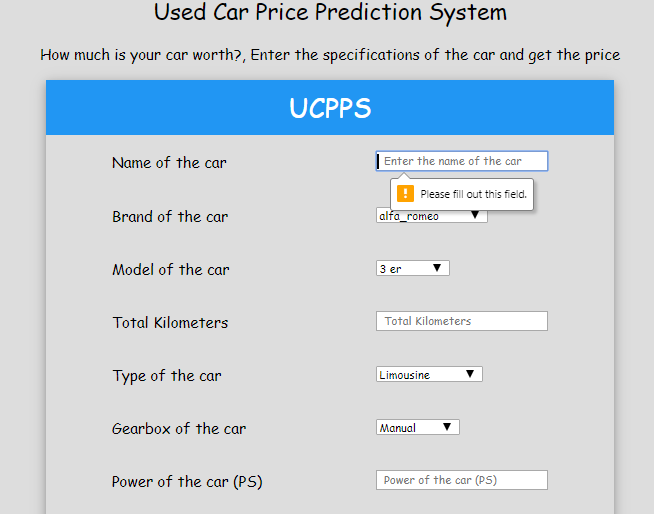 Used Car Price Prediction System
How much is your car worth?, Enter the specifications of the car and get the price
UCPPS
Name of the car Enter the name of the car
Please fill out this field.
Brand of the car alfa_romeo
Model of the car 3 er
Total Kilometers Total Kilometers
Type of the car Limousine
Gearbox of the car Manual
Power of the car (PS) Power of the car (PS)